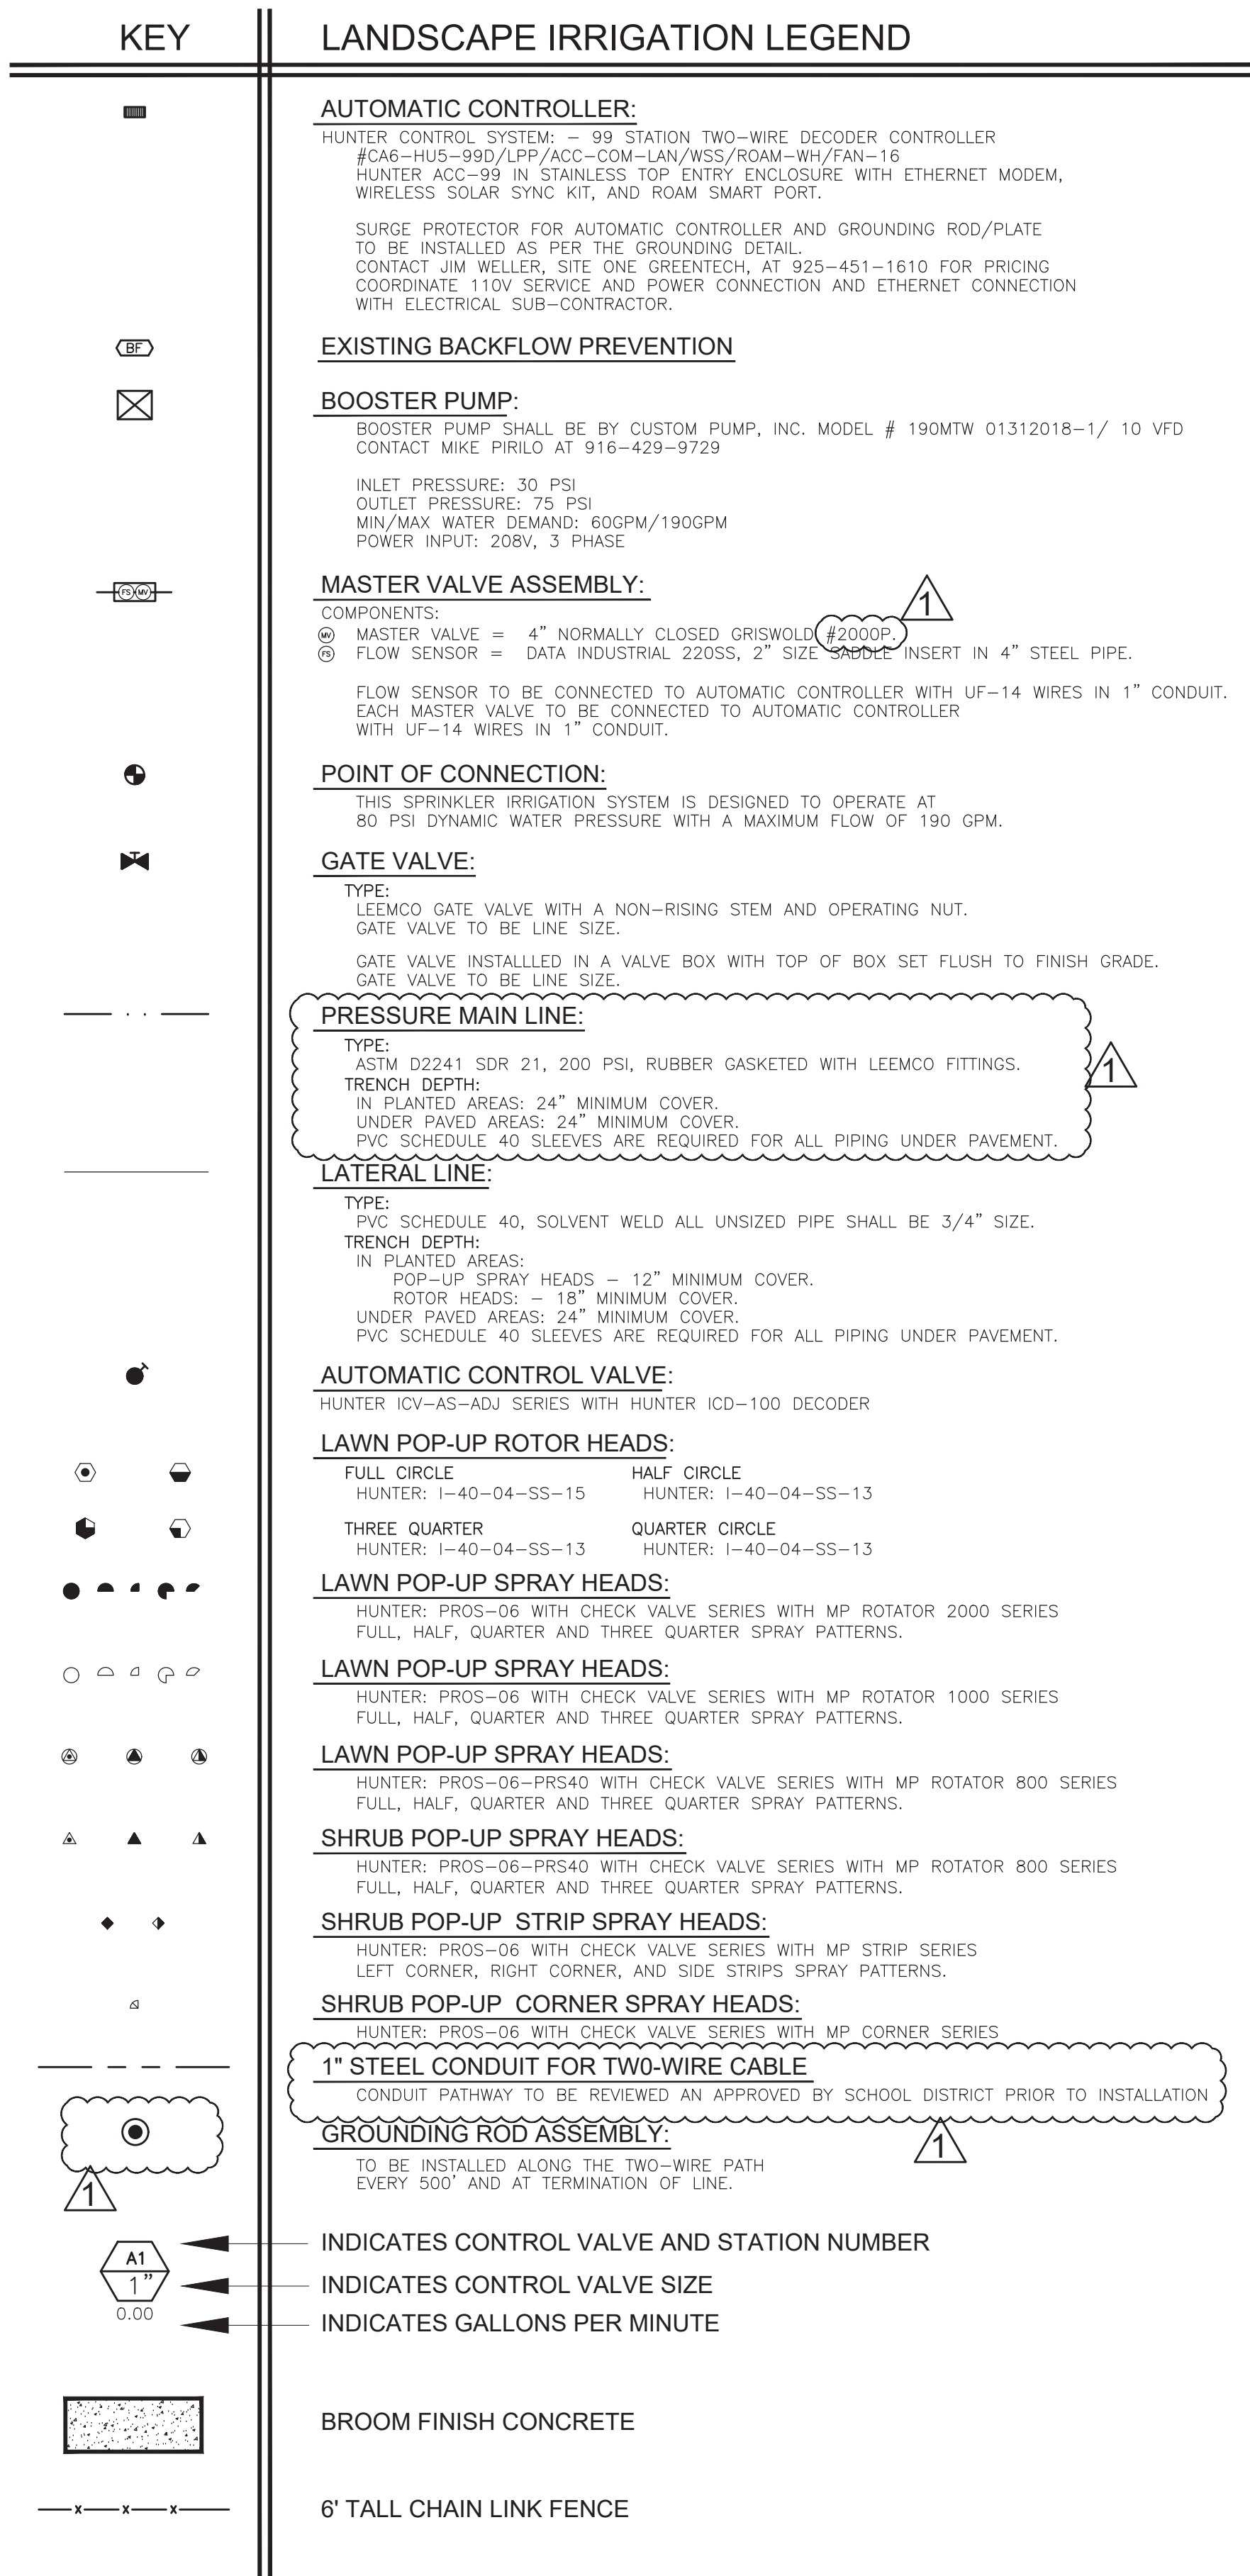 KEY LANDSCAPE IRRIGATION LEGEND
AUTOMATIC CONTROLLER:
HUNTER CONTROL SYSTEM: – 99 STATION TWO–WIRE DECODER CONTROLLER
#CA6–HU5–99D/LPP/ACC–COM–LAN/WSS/ROAM–WH/FAN–16
HUNTER ACC–99 IN STAINLESS TOP ENTRY ENCLOSURE WITH ETHERNET MODEM,
WIRELESS SOLAR SYNC KIT, AND ROAM SMART PORT.
SURGE PROTECTOR FOR AUTOMATIC CONTROLLER AND GROUNDING ROD/PLATE
TO BE INSTALLED AS PER THE GROUNDING DETAIL.
CONTACT JIM WELLER, SITE ONE GREENTECH, AT 925–451–1610 FOR PRICING
COORDINATE 110V SERVICE AND POWER CONNECTION AND ETHERNET CONNECTION
WITH ELECTRICAL SUB–CONTRACTOR.
BF EXISTING BACKFLOW PREVENTION
BOOSTER PUMP:
BOOSTER PUMP SHALL BE BY CUSTOM PUMP, INC. MODEL # 190MTW 01312018–1/ 10 VFD
CONTACT MIKE PIRILO AT 916–429–9729
INLET PRESSURE: 30 PSI
OUTLET PRESSURE: 75 PSI
MIN/MAX WATER DEMAND: 60GPM/190GPM
POWER INPUT: 208V, 3 PHASE
FS MV MASTER VALVE ASSEMBLY: 1
COMPONENTS:
MV MASTER VALVE = 4" NORMALLY CLOSED GRISWOLD #2000P.
FS FLOW SENSOR = DATA INDUSTRIAL 220SS, 2" SIZE SADDLE INSERT IN 4" STEEL PIPE.
FLOW SENSOR TO BE CONNECTED TO AUTOMATIC CONTROLLER WITH UF–14 WIRES IN 1" CONDUIT.
EACH MASTER VALVE TO BE CONNECTED TO AUTOMATIC CONTROLLER
WITH UF–14 WIRES IN 1" CONDUIT.
POINT OF CONNECTION:
THIS SPRINKLER IRRIGATION SYSTEM IS DESIGNED TO OPERATE AT
80 PSI DYNAMIC WATER PRESSURE WITH A MAXIMUM FLOW OF 190 GPM.
GATE VALVE:
TYPE:
LEEMCO GATE VALVE WITH A NON–RISING STEM AND OPERATING NUT.
GATE VALVE TO BE LINE SIZE.
GATE VALVE INSTALLLED IN A VALVE BOX WITH TOP OF BOX SET FLUSH TO FINISH GRADE.
GATE VALVE TO BE LINE SIZE.
PRESSURE MAIN LINE:
TYPE:
ASTM D2241 SDR 21, 200 PSI, RUBBER GASKETED WITH LEEMCO FITTINGS. 1
TRENCH DEPTH:
IN PLANTED AREAS: 24" MINIMUM COVER.
UNDER PAVED AREAS: 24" MINIMUM COVER.
PVC SCHEDULE 40 SLEEVES ARE REQUIRED FOR ALL PIPING UNDER PAVEMENT.
LATERAL LINE:
TYPE:
PVC SCHEDULE 40, SOLVENT WELD ALL UNSIZED PIPE SHALL BE 3/4" SIZE.
TRENCH DEPTH:
IN PLANTED AREAS:
POP–UP SPRAY HEADS – 12" MINIMUM COVER.
ROTOR HEADS: – 18" MINIMUM COVER.
UNDER PAVED AREAS: 24" MINIMUM COVER.
PVC SCHEDULE 40 SLEEVES ARE REQUIRED FOR ALL PIPING UNDER PAVEMENT.
AUTOMATIC CONTROL VALVE:
HUNTER ICV–AS–ADJ SERIES WITH HUNTER ICD–100 DECODER
LAWN POP-UP ROTOR HEADS:
FULL CIRCLE HALF CIRCLE
HUNTER: I–40–04–SS–15 HUNTER: I–40–04–SS–13
THREE QUARTER QUARTER CIRCLE
HUNTER: I–40–04–SS–13 HUNTER: I–40–04–SS–13
LAWN POP-UP SPRAY HEADS:
HUNTER: PROS–06 WITH CHECK VALVE SERIES WITH MP ROTATOR 2000 SERIES
FULL, HALF, QUARTER AND THREE QUARTER SPRAY PATTERNS.
LAWN POP-UP SPRAY HEADS:
HUNTER: PROS–06 WITH CHECK VALVE SERIES WITH MP ROTATOR 1000 SERIES
FULL, HALF, QUARTER AND THREE QUARTER SPRAY PATTERNS.
LAWN POP-UP SPRAY HEADS:
HUNTER: PROS–06–PRS40 WITH CHECK VALVE SERIES WITH MP ROTATOR 800 SERIES
FULL, HALF, QUARTER AND THREE QUARTER SPRAY PATTERNS.
SHRUB POP-UP SPRAY HEADS:
HUNTER: PROS–06–PRS40 WITH CHECK VALVE SERIES WITH MP ROTATOR 800 SERIES
FULL, HALF, QUARTER AND THREE QUARTER SPRAY PATTERNS.
SHRUB POP-UP STRIP SPRAY HEADS:
HUNTER: PROS–06 WITH CHECK VALVE SERIES WITH MP STRIP SERIES
LEFT CORNER, RIGHT CORNER, AND SIDE STRIPS SPRAY PATTERNS.
SHRUB POP-UP CORNER SPRAY HEADS:
HUNTER: PROS–06 WITH CHECK VALVE SERIES WITH MP CORNER SERIES
1" STEEL CONDUIT FOR TW0-WIRE CABLE
CONDUIT PATHWAY TO BE REVIEWED AN APPROVED BY SCHOOL DISTRICT PRIOR TO INSTALLATION
GROUNDING ROD ASSEMBLY: 1
TO BE INSTALLED ALONG THE TWO–WIRE PATH
EVERY 500' AND AT TERMINATION OF LINE.
1
A1 INDICATES CONTROL VALVE AND STATION NUMBER
1" INDICATES CONTROL VALVE SIZE
0.00 INDICATES GALLONS PER MINUTE
BROOM FINISH CONCRETE
x x x 6' TALL CHAIN LINK FENCE